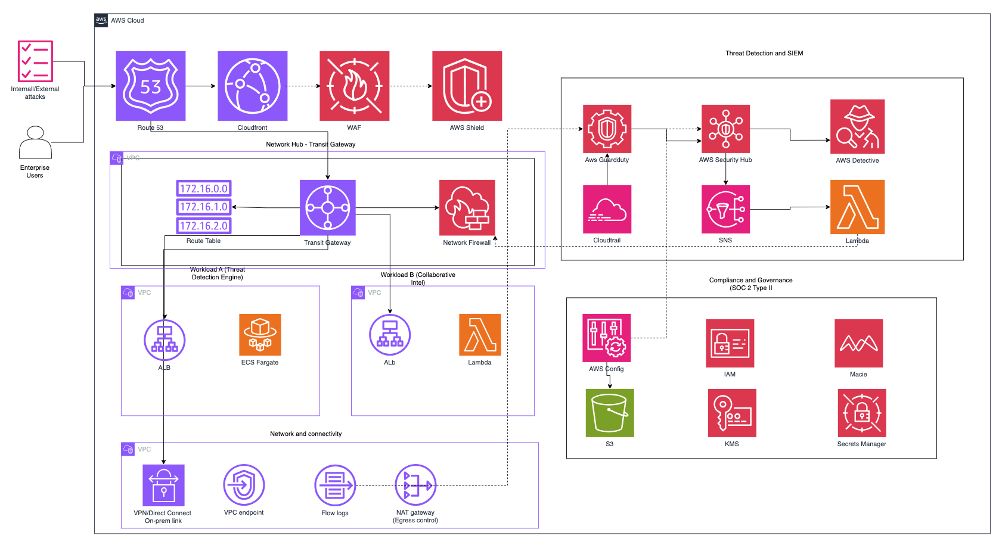 aws
AWS Cloud
Internall/External
attacks
Enterprise
Users
53
Route 53
Cloudfront
WAF
AWS Shield
Network Hub - Transit Gateway
VPC
172.16.0.0
172.16.1.0
172.16.2.0
Route Table
Transit Gateway
Network Firewall
Workload A (Threat
Detection Engine)
VPC
ALB
ECS Fargate
Workload B (Collaborative
Intel)
VPC
ALb
Lambda
Network and connectivity
VPC
VPN/Direct Connect
On-prem link
VPC endpoint
Flow logs
NAT gateway
(Egress control)
Threat Detection and SIEM
Aws Guardduty
AWS Security Hub
AWS Detective
Cloudtrail
SNS
Lambda
Compliance and Governance
(SOC 2 Type II
AWS Config
IAM
Macie
S3
KMS
Secrets Manager